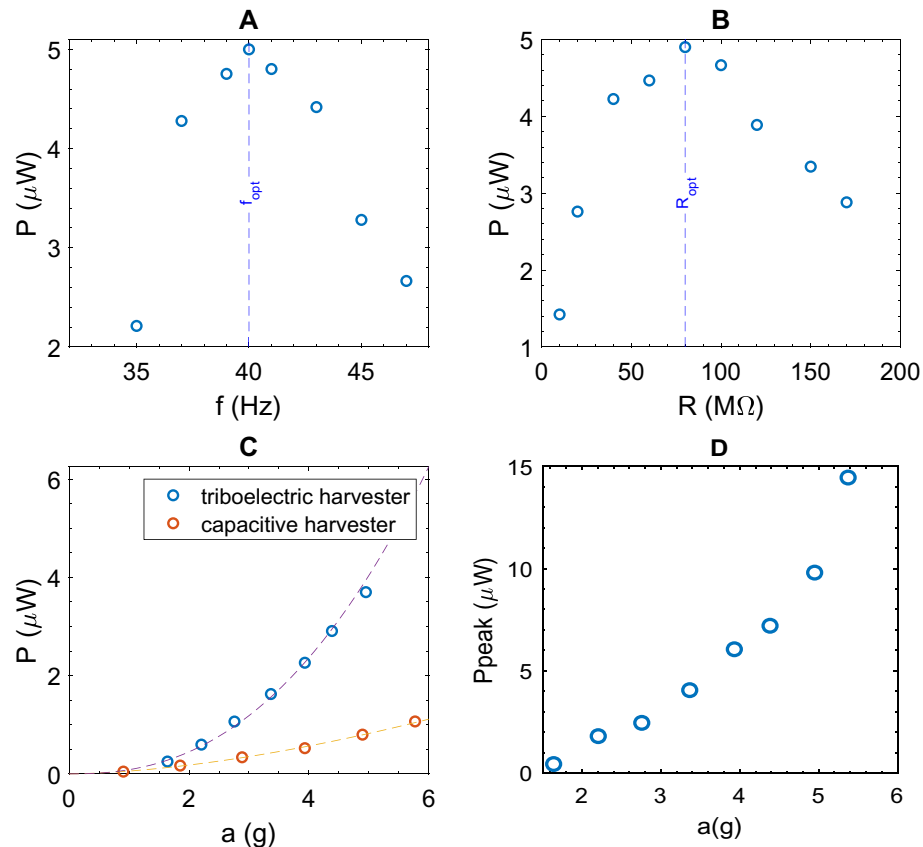 A
5
4
3
2
P (μW)
f_opt
35
40
45
f (Hz)
B
5
4
3
2
1
P (μW)
R_opt
0
50
100
150
200
R (MΩ)
C
6
4
2
0
P (μW)
triboelectric harvester
capacitive harvester
0
2
4
6
a (g)
D
15
10
5
0
Ppeak (μW)
2
3
4
5
6
a(g)